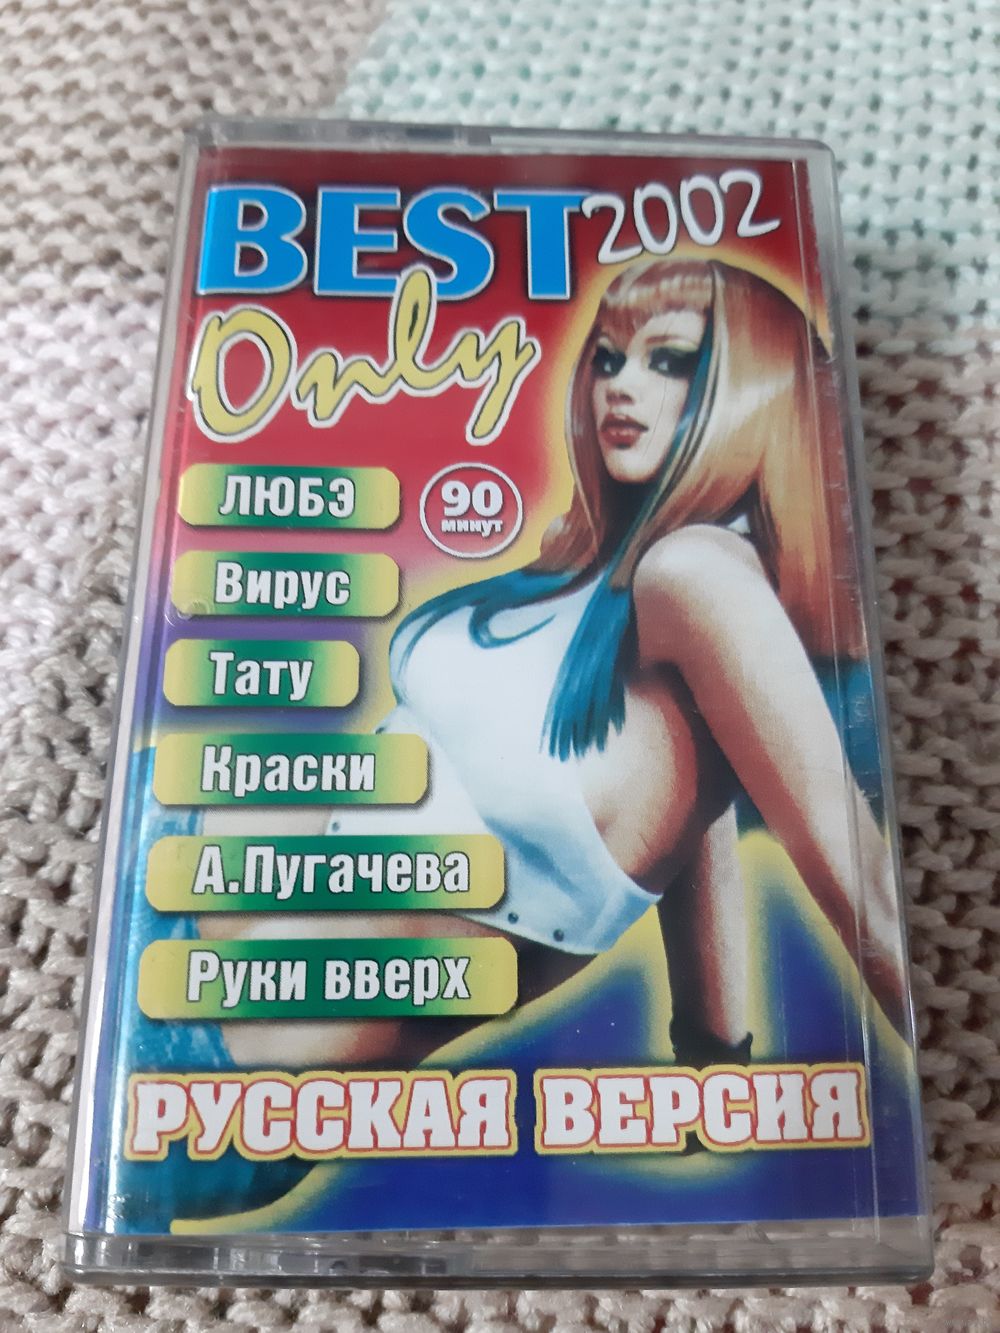 BEST 2002
Only
ЛЮБЭ
90
минут
Вирус
Тату
Краски
А.Пугачева
Руки вверх
РУССКАЯ ВЕРСИЯ